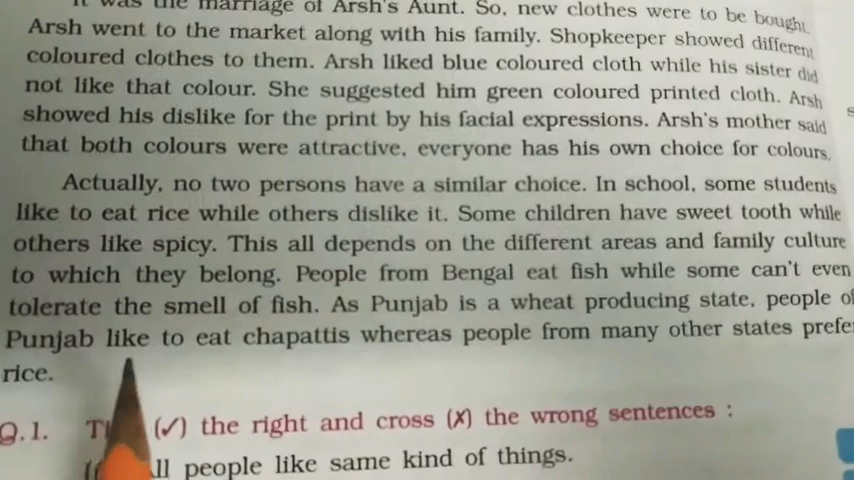 It was the marriage of Arsh's Aunt. So, new clothes were to be bought.
Arsh went to the market along with his family. Shopkeeper showed different
coloured clothes to them. Arsh liked blue coloured cloth while his sister did
not like that colour. She suggested him green coloured printed cloth. Arsh
showed his dislike for the print by his facial expressions. Arsh's mother said
that both colours were attractive, everyone has his own choice for colours.
Actually, no two persons have a similar choice. In school, some students
like to eat rice while others dislike it. Some children have sweet tooth while
others like spicy. This all depends on the different areas and family culture
to which they belong. People from Bengal eat fish while some can't even
tolerate the smell of fish. As Punjab is a wheat producing state, people of
Punjab like to eat chapattis whereas people from many other states prefe
rice.
Q.1. (✓) the right and cross (✗) the wrong sentences :
people like same kind of things.